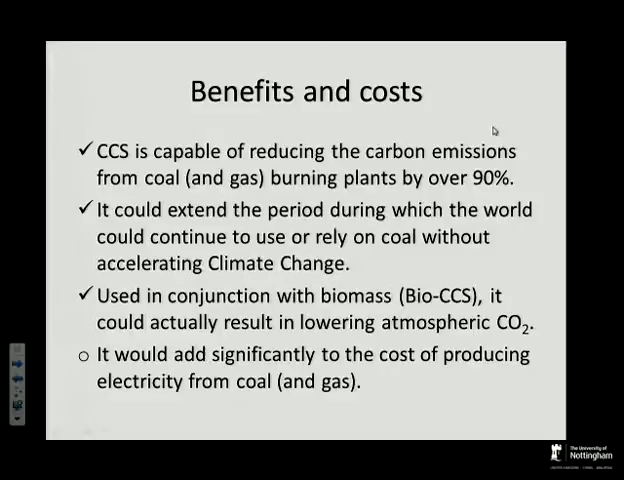 Benefits and costs
✓ CCS is capable of reducing the carbon emissions
from coal (and gas) burning plants by over 90%.
✓ It could extend the period during which the world
could continue to use or rely on coal without
accelerating Climate Change.
✓ Used in conjunction with biomass (Bio-CCS), it
could actually result in lowering atmospheric CO₂.
o It would add significantly to the cost of producing
electricity from coal (and gas).
The University of
Nottingham